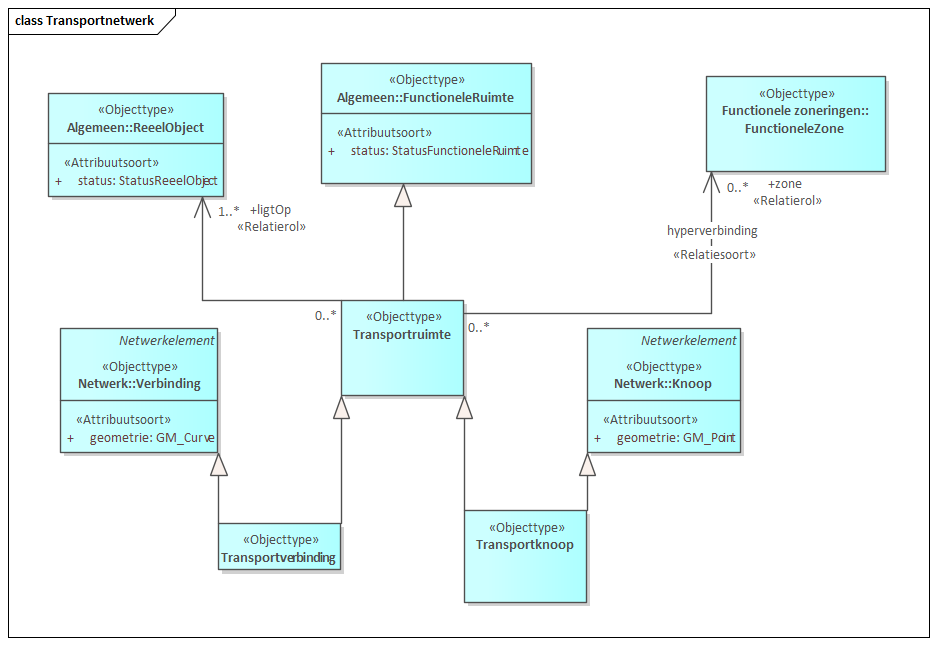 class Transportnetwerk
«Objecttype»
Algemeen::ReeelObject
«Attribuutsoort»
+ status: StatusReeelObject
«Objecttype»
Algemeen::FunctioneleRuimte
«Attribuutsoort»
+ status: StatusFunctioneleRuimte
«Objecttype»
Functionele zoneringen::
FunctioneleZone
1..* +ligtOp
«Relatierol»
0..* +zone
«Relatierol»
hyperverbinding
«Relatiesoort»
0..*
0..*
«Objecttype»
Transportruimte
Netwerkelement
«Objecttype»
Netwerk::Verbinding
«Attribuutsoort»
+ geometrie: GM_Curve
Netwerkelement
«Objecttype»
Netwerk::Knoop
«Attribuutsoort»
+ geometrie: GM_Point
«Objecttype»
Transportverbinding
«Objecttype»
Transportknoop